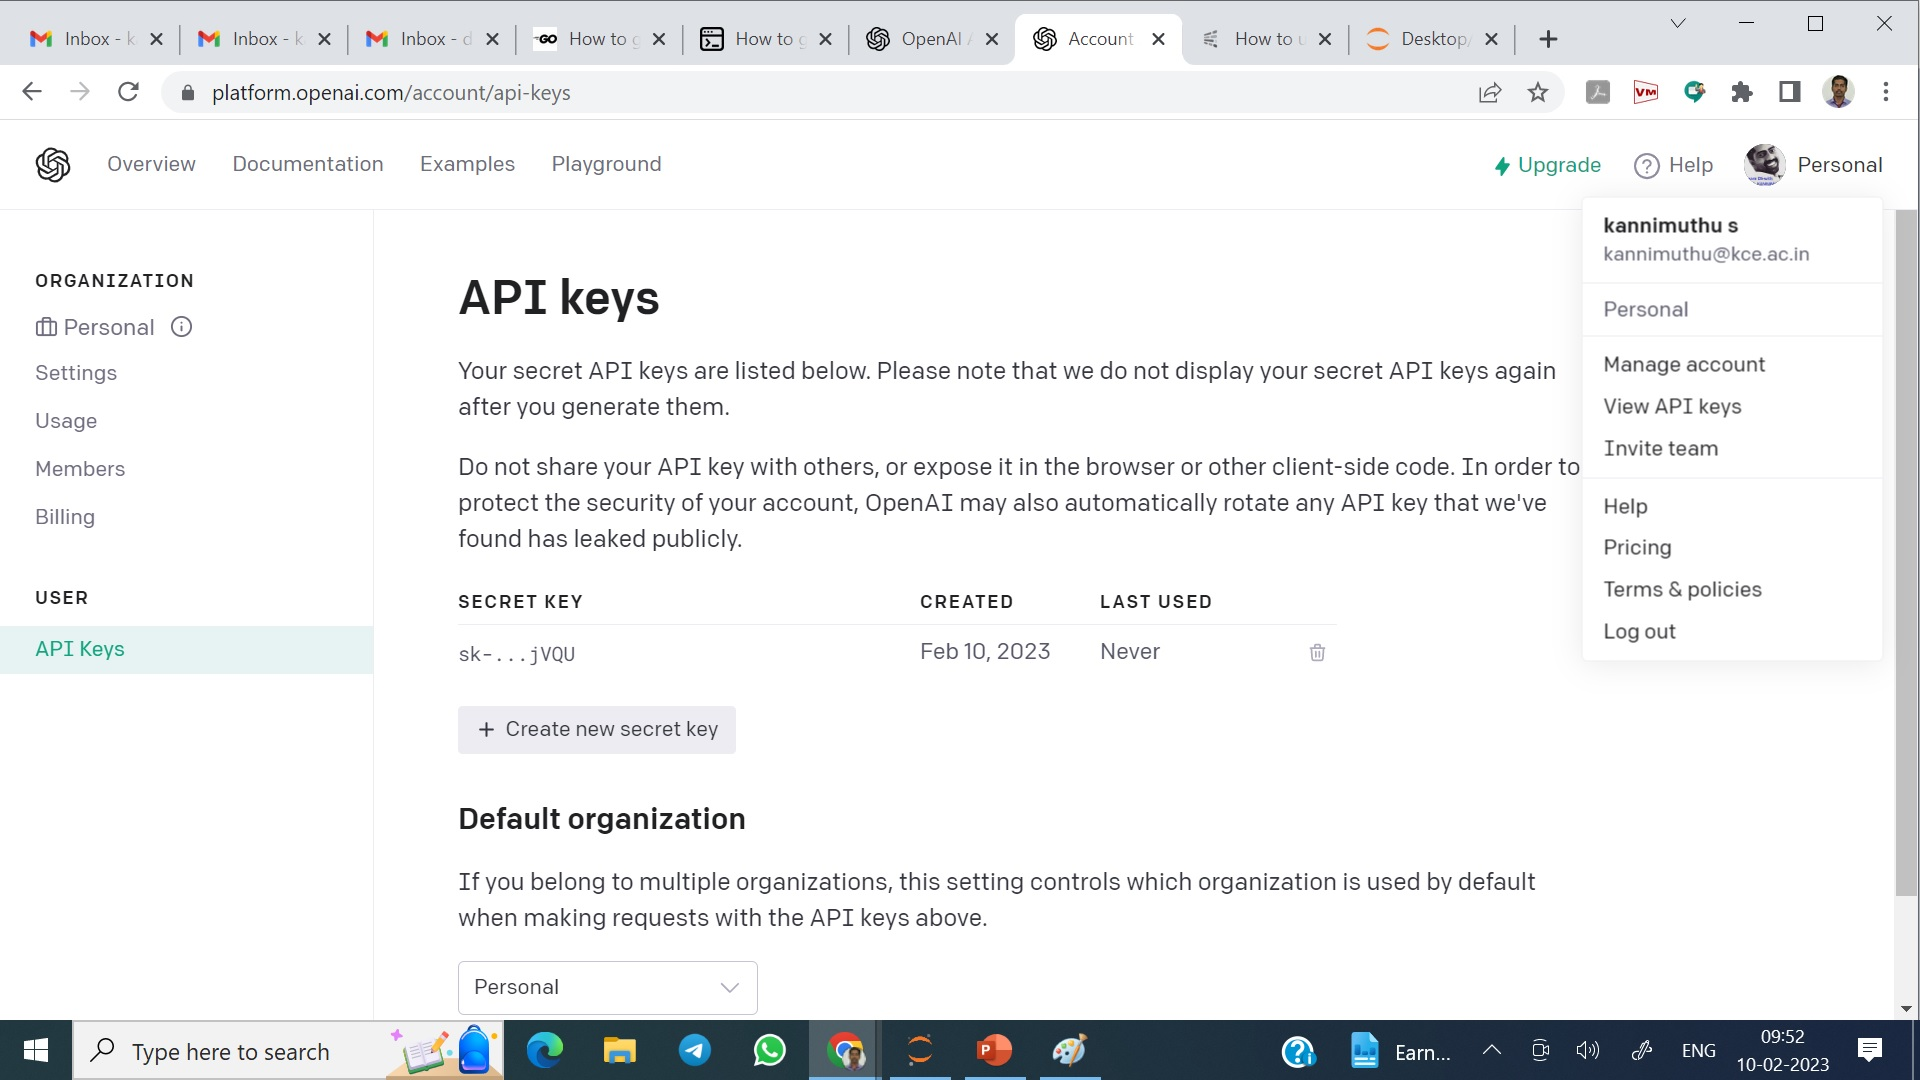 Inbox - k
Inbox - k
Inbox - d
GO How to g
How to g
OpenAI A
Account
How to u
Desktop/
platform.openai.com/account/api-keys
VM
Overview Documentation Examples Playground
Upgrade Help Personal
kannimuthu s
kannimuthu@kce.ac.in
Personal
Manage account
View API keys
Invite team
Help
Pricing
Terms & policies
Log out
ORGANIZATION
Personal
Settings
Usage
Members
Billing
USER
API Keys
API keys
Your secret API keys are listed below. Please note that we do not display your secret API keys again
after you generate them.
Do not share your API key with others, or expose it in the browser or other client-side code. In order to
protect the security of your account, OpenAI may also automatically rotate any API key that we've
found has leaked publicly.
SECRET KEY CREATED LAST USED
sk-...jVQU Feb 10, 2023 Never
+ Create new secret key
Default organization
If you belong to multiple organizations, this setting controls which organization is used by default
when making requests with the API keys above.
Personal
Type here to search
Earn...
ENG
09:52
10-02-2023